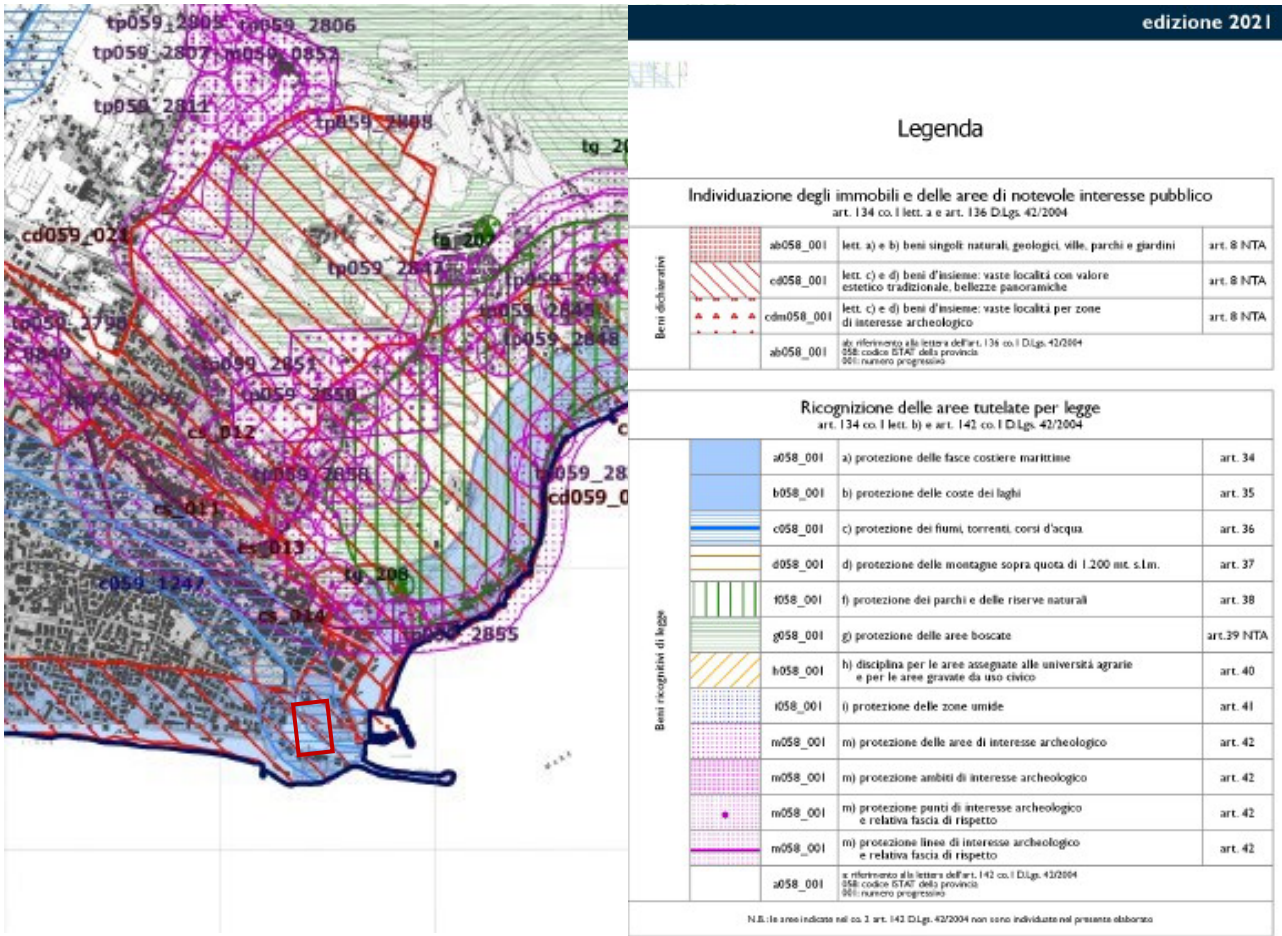 tp059_2806
tp059_2807
m059_0852
tp059_2811
tp059_2808
cd059_021
tp059_2847
tp059_2848
tp059_2851
tp059_2850
cs_012
cs_011
cs_013
tg_208
c059_1247
cs_014
tp059_2855
MARE
edizione 2021
Legenda
Individuazione degli immobili e delle aree di notevole interesse pubblico
art. 134 co. 1 lett. a e art. 136 D.Lgs. 42/2004
Beni dichiarativi
ab058_001 lett. a) e b) beni singoli: naturali, geologici, ville, parchi e giardini art. 8 NTA
cd058_001 lett. c) e d) beni d'insieme: vaste località con valore
estetico tradizionale, bellezze panoramiche art. 8 NTA
cdm058_001 lett. c) e d) beni d'insieme: vaste località per zone
di interesse archeologico art. 8 NTA
ab058_001 ab: riferimento alla lettera dell'art. 136 co. 1 D.Lgs. 42/2004
058: codice ISTAT della provincia
001: numero progressivo
Ricognizione delle aree tutelate per legge
art. 134 co. 1 lett. b) e art. 142 co. 1 D.Lgs. 42/2004
Beni ricognitivi di legge
a058_001 a) protezione delle fasce costiere marittime art. 34
b058_001 b) protezione delle coste dei laghi art. 35
c058_001 c) protezione dei fiumi, torrenti, corsi d'acqua art. 36
d058_001 d) protezione delle montagne sopra quota di 1.200 mt. s.l.m. art. 37
f058_001 f) protezione dei parchi e delle riserve naturali art. 38
g058_001 g) protezione delle aree boscate art.39 NTA
h058_001 h) disciplina per le aree assegnate alle università agrarie
e per le aree gravate da uso civico art. 40
i058_001 i) protezione delle zone umide art. 41
m058_001 m) protezione delle aree di interesse archeologico art. 42
m058_001 m) protezione ambiti di interesse archeologico art. 42
m058_001 m) protezione punti di interesse archeologico
e relativa fascia di rispetto art. 42
m058_001 m) protezione linee di interesse archeologico
e relativa fascia di rispetto art. 42
a058_001 a: riferimento alla lettera dell'art. 142 co. 1 D.Lgs. 42/2004
058: codice ISTAT della provincia
001: numero progressivo
N.B.: le aree indicate nel co. 2 art. 142 D.Lgs. 42/2004 non sono individuate nel presente elaborato